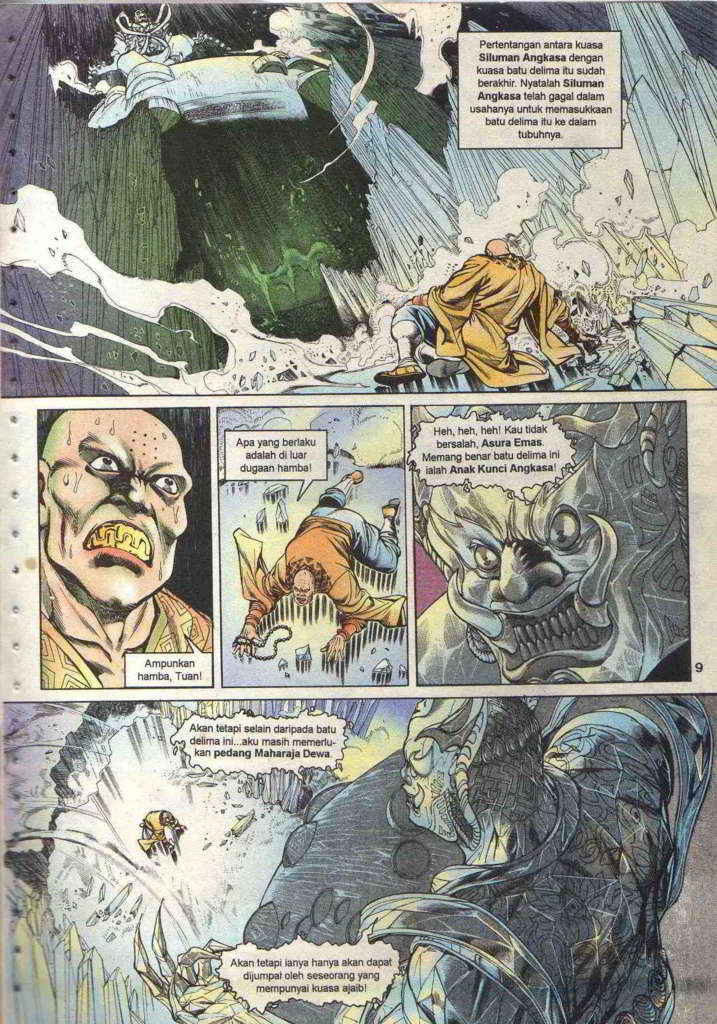 Pertentangan antara kuasa
Siluman Angkasa dengan
kuasa batu delima itu sudah
berakhir. Nyatalah Siluman
Angkasa telah gagal dalam
usahanya untuk memasukkaan
batu delima itu ke dalam
tubuhnya.
Ampunkan
hamba, Tuan!
Apa yang berlaku
adalah di luar
dugaan hamba!
Heh, heh, heh! Kau tidak
bersalah, Asura Emas.
Memang benar batu delima ini
ialah Anak Kunci Angkasa!
9
Akan tetapi selain daripada batu
delima ini...aku masih memerlu-
kan pedang Maharaja Dewa.
Akan tetapi ianya hanya akan dapat
dijumpai oleh seseorang yang
mempunyai kuasa ajaib!